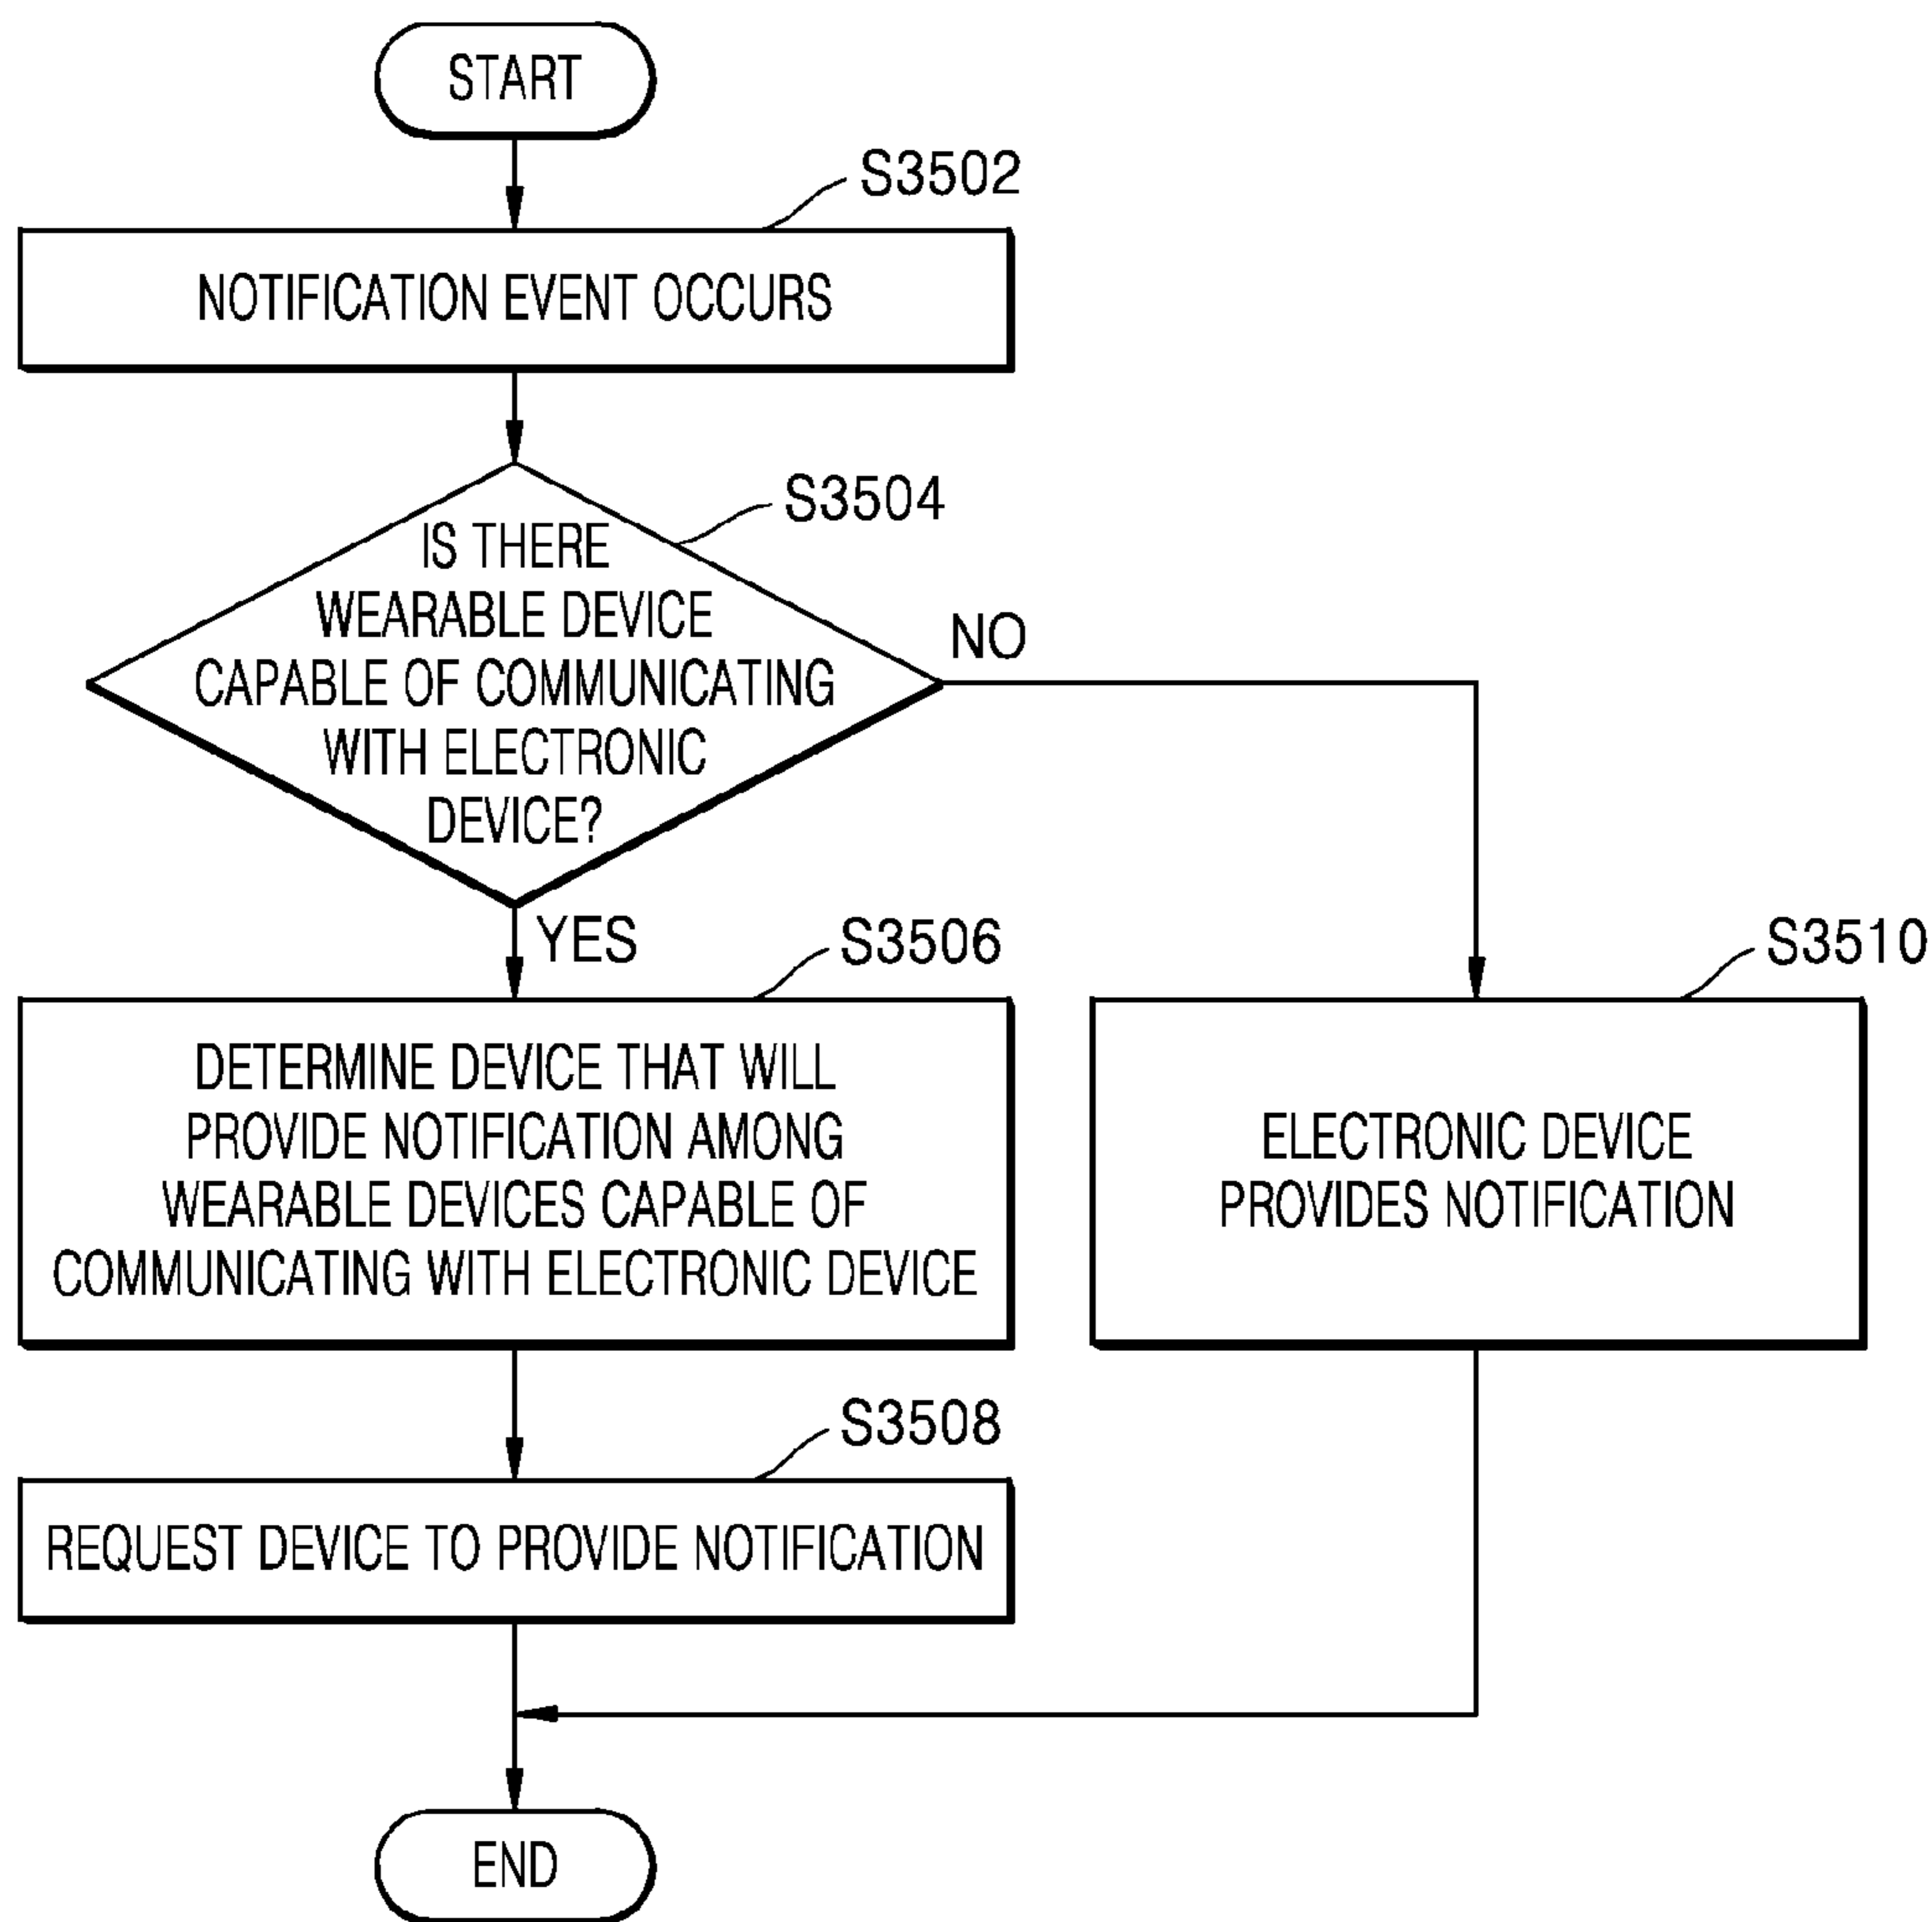 START
S3502
NOTIFICATION EVENT OCCURS
S3504
IS THERE
WEARABLE DEVICE
CAPABLE OF COMMUNICATING
WITH ELECTRONIC
DEVICE?
NO
YES
S3506
DETERMINE DEVICE THAT WILL
PROVIDE NOTIFICATION AMONG
WEARABLE DEVICES CAPABLE OF
COMMUNICATING WITH ELECTRONIC DEVICE
S3510
ELECTRONIC DEVICE
PROVIDES NOTIFICATION
S3508
REQUEST DEVICE TO PROVIDE NOTIFICATION
END